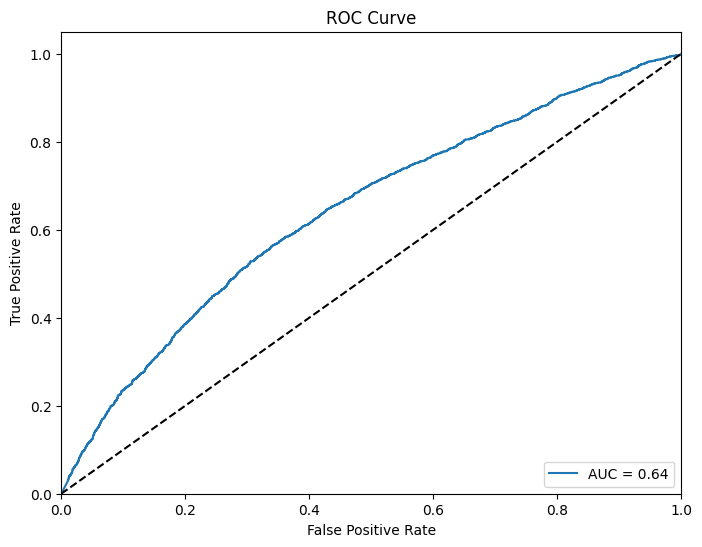 ROC Curve
True Positive Rate
1.0
0.8
0.6
0.4
0.2
0.0
0.0 0.2 0.4 0.6 0.8 1.0
False Positive Rate
AUC = 0.64